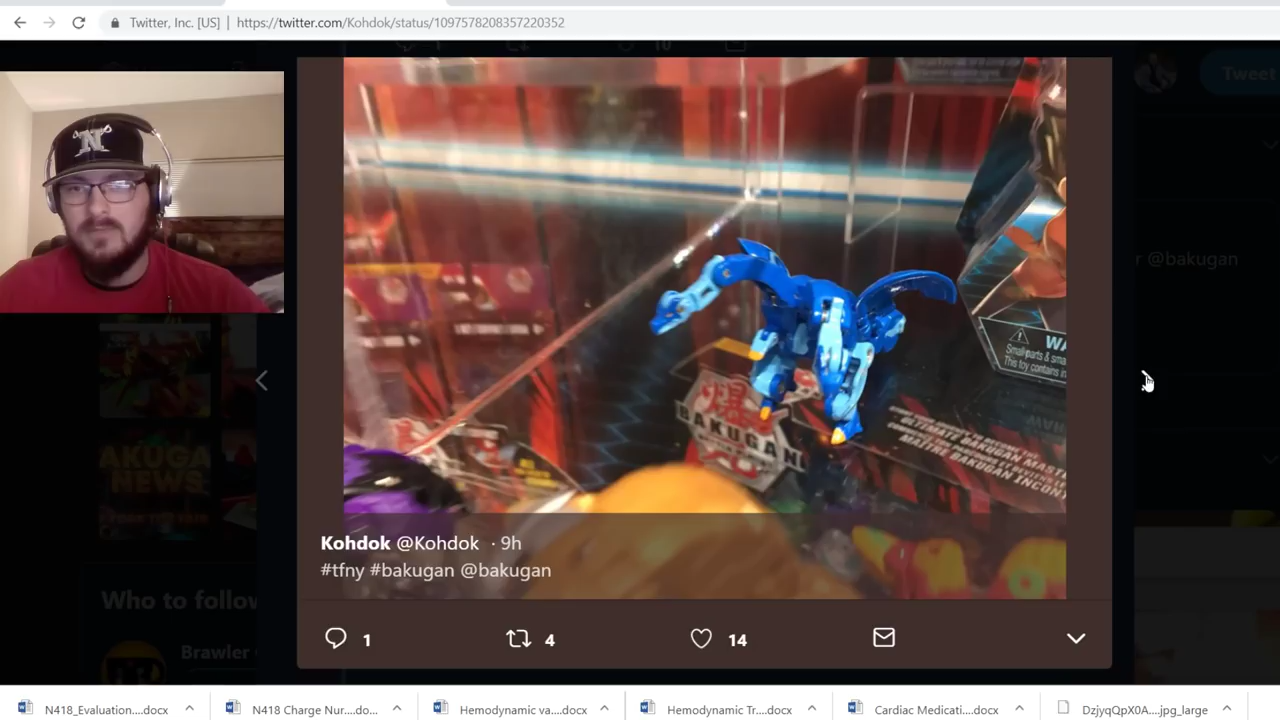 Twitter, Inc. [US] | https://twitter.com/Kohdok/status/1097578208357220352
Tweet
r @bakugan
N
BAKUGAN
WA
Small parts & sma
This toy contains
ULTIMATE BAKUGAN MAST
MAITRE BAKUGAN INCON
Kohdok @Kohdok · 9h
#tfny #bakugan @bakugan
AKUGA
NEWS
Who to follow
Brawler
1
4
14
N418_Evaluation....docx
N418 Charge Nur....do...
Hemodynamic va....docx
Hemodynamic Tr....docx
Cardiac Medicati....docx
DzjyqQpX0A....jpg_large